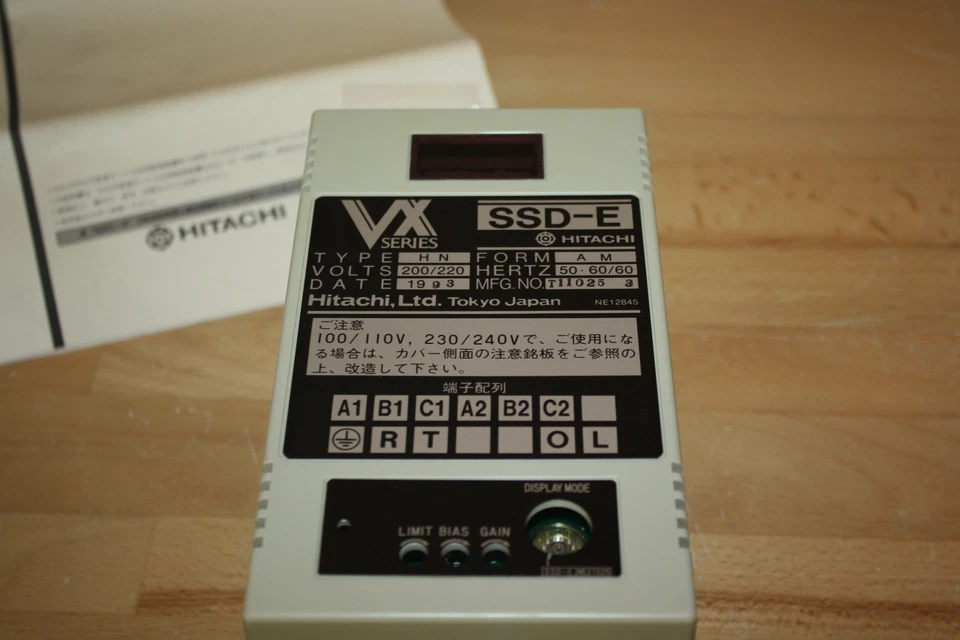 HITACHI
VX
SERIES
SSD-E
HITACHI
TYPE HN FORM AM
VOLTS 200/220 HERTZ 50・60/60
DATE 1993 MFG.NO. T11025 3
Hitachi,Ltd. Tokyo Japan NE12845
ご注意
100/110V, 230/240Vで、ご使用にな
る場合は、カバー側面の注意銘板をご参照の
上、改造して下さい。
端子配列
A1 B1 C1 A2 B2 C2
R T O L
DISPLAY MODE
LIMIT BIAS GAIN